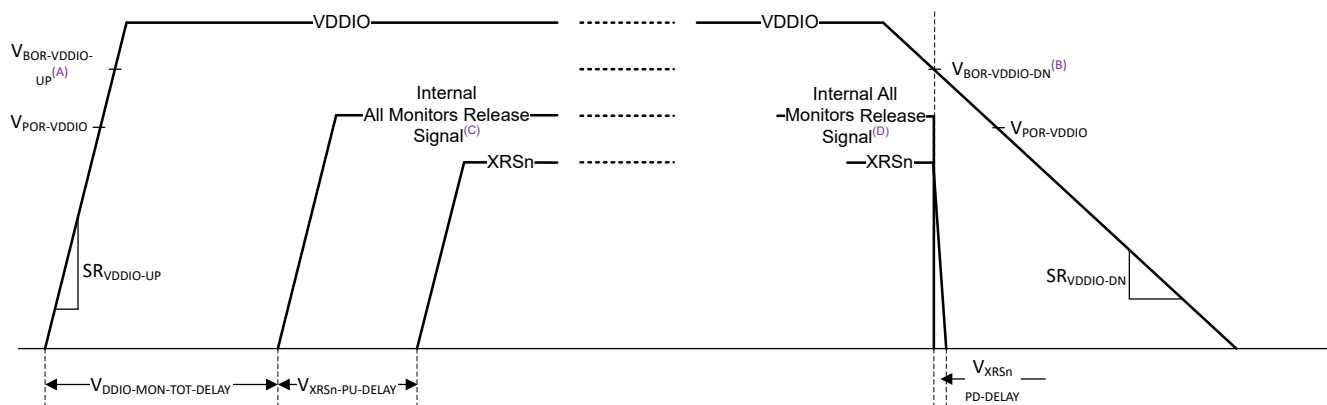 VDDIO
VDDIO
VBOR-VDDIO-
UP(A)
VBOR-VDDIO-DN(B)
Internal
All Monitors Release
Signal(C)
Internal All
Monitors Release
Signal(D)
VPOR-VDDIO
VPOR-VDDIO
XRSn
XRSn
SRVDDIO-UP
SRVDDIO-DN
VDDIO-MON-TOT-DELAY
VXRSn-PU-DELAY
VXRSn
PD-DELAY